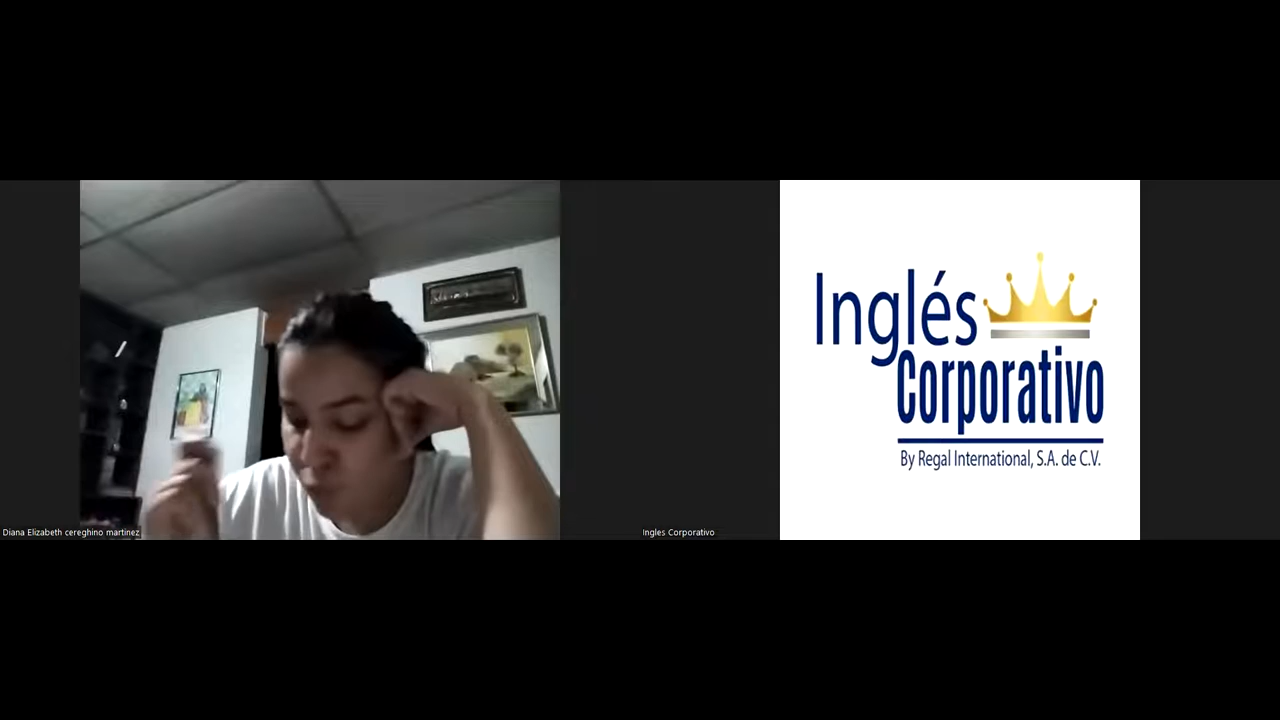 Inglés
Corporativo
By Regal International, S.A. de C.V.
Diana Elizabeth cereghino martinez
Ingles Corporativo